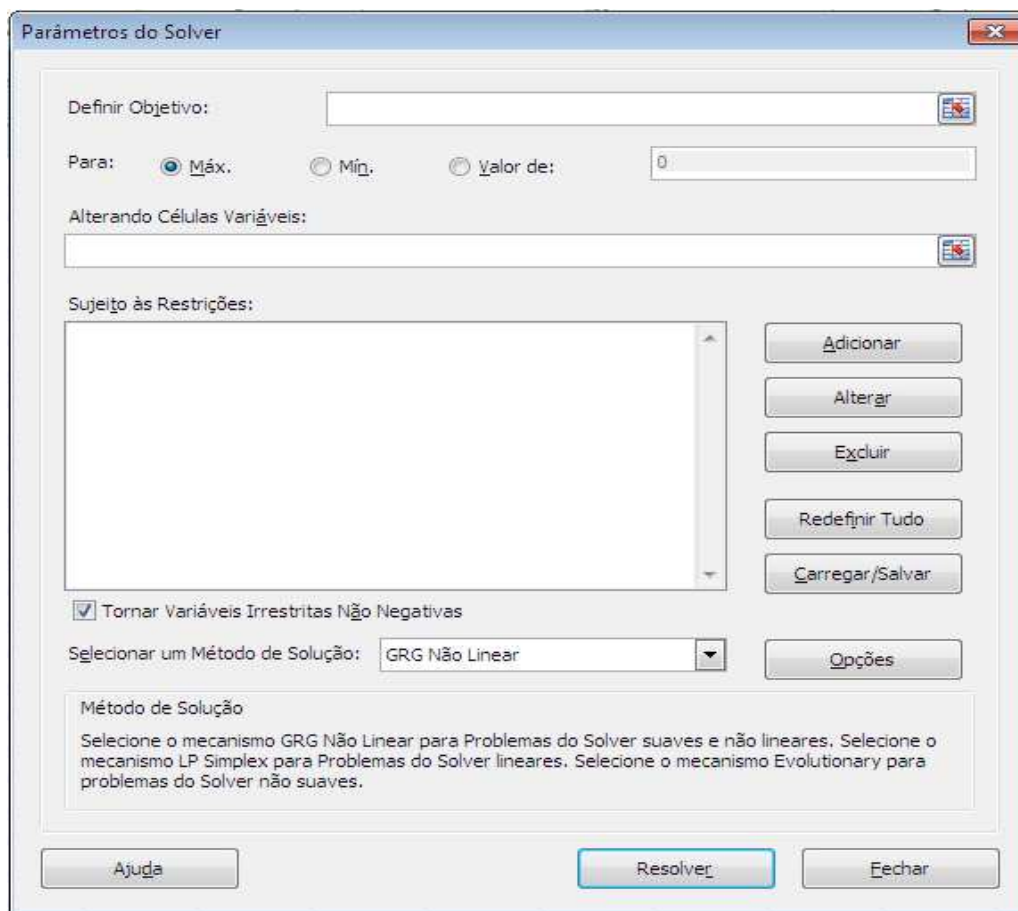 Parâmetros do Solver
Definir Objetivo:
Para: Máx. Mín. Valor de: 0
Alterando Células Variáveis:
Sujeito às Restrições:
Adicionar
Alterar
Excluir
Redefinir Tudo
Carregar/Salvar
Tornar Variáveis Irrestritas Não Negativas
Selecionar um Método de Solução: GRG Não Linear Opções
Método de Solução
Selecione o mecanismo GRG Não Linear para Problemas do Solver suaves e não lineares. Selecione o
mecanismo LP Simplex para Problemas do Solver lineares. Selecione o mecanismo Evolutionary para
problemas do Solver não suaves.
Ajuda Resolver Fechar